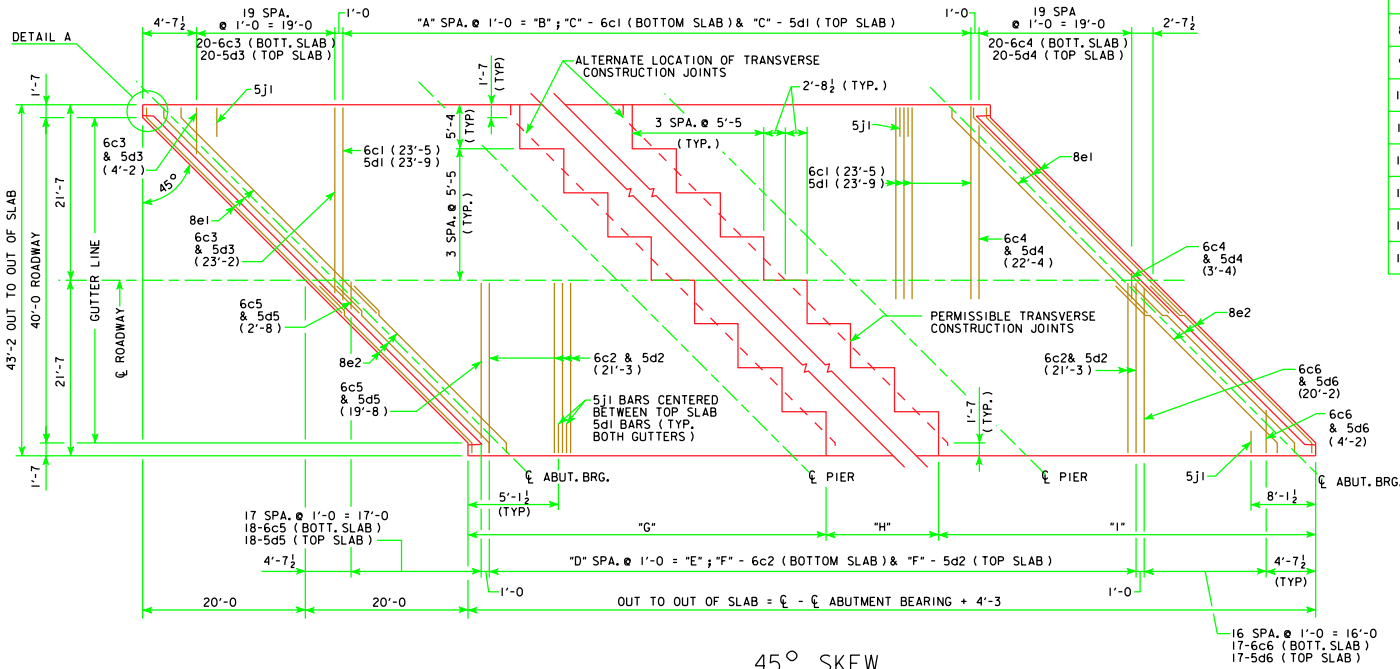 4'-7½
19 SPA.
@ 1'-0 = 19'-0
20-6c3 (BOTT. SLAB)
20-5d3 (TOP SLAB)
1'-0
"A" SPA. @ 1'-0 = "B"; "C" - 6c1 (BOTTOM SLAB) & "C" - 5d1 (TOP SLAB)
1'-0
19 SPA
@ 1'-0 = 19'-0
20-6c4 (BOTT. SLAB)
20-5d4 (TOP SLAB)
2'-7½
DETAIL A
1'-7
5j1
1'-7
(TYP)
ALTERNATE LOCATION OF TRANSVERSE
CONSTRUCTION JOINTS
2'-8½ (TYP.)
3 SPA. @ 5'-5
(TYP.)
5j1
5'-4
(TYP)
6c3
& 5d3
(4'-2)
45°
6c1 (23'-5)
5d1 (23'-9)
3 SPA. @ 5'-5
(TYP.)
6c1 (23'-5)
5d1 (23'-9)
8e1
8e1
6c3
& 5d3
(23'-2)
6c4
& 5d4
(22'-4)
6c4
& 5d4
(3'-4)
43'-2 OUT TO OUT OF SLAB
40'-0 ROADWAY
21'-7
21'-7
GUTTER LINE
℄ ROADWAY
6c5
& 5d5
(2'-8)
8e2
6c5
& 5d5
(19'-8)
6c2 & 5d2
(21'-3)
5j1 BARS CENTERED
BETWEEN TOP SLAB
5d1 BARS (TYP.
BOTH GUTTERS)
PERMISSIBLE TRANSVERSE
CONSTRUCTION JOINTS
8e2
6c2 & 5d2
(21'-3)
6c6
& 5d6
(20'-2)
6c6
& 5d6
(4'-2)
1'-7
(TYP.)
5j1
1'-7
℄ ABUT. BRG.
℄ PIER
℄ PIER
℄ ABUT. BRG.
5'-1½
(TYP)
8'-1½
17 SPA. @ 1'-0 = 17'-0
18-6c5 (BOTT. SLAB)
18-5d5 (TOP SLAB)
"G"
"H"
"I"
4'-7½
"D" SPA. @ 1'-0 = "E"; "F" - 6c2 (BOTTOM SLAB) & "F" - 5d2 (TOP SLAB)
4'-7½
(TYP)
1'-0
1'-0
20'-0
20'-0
OUT TO OUT OF SLAB = ℄ - ℄ ABUTMENT BEARING + 4'-3
16 SPA. @ 1'-0 = 16'-0
17-6c6 (BOTT. SLAB)
17-5d6 (TOP SLAB)
45° SKEW